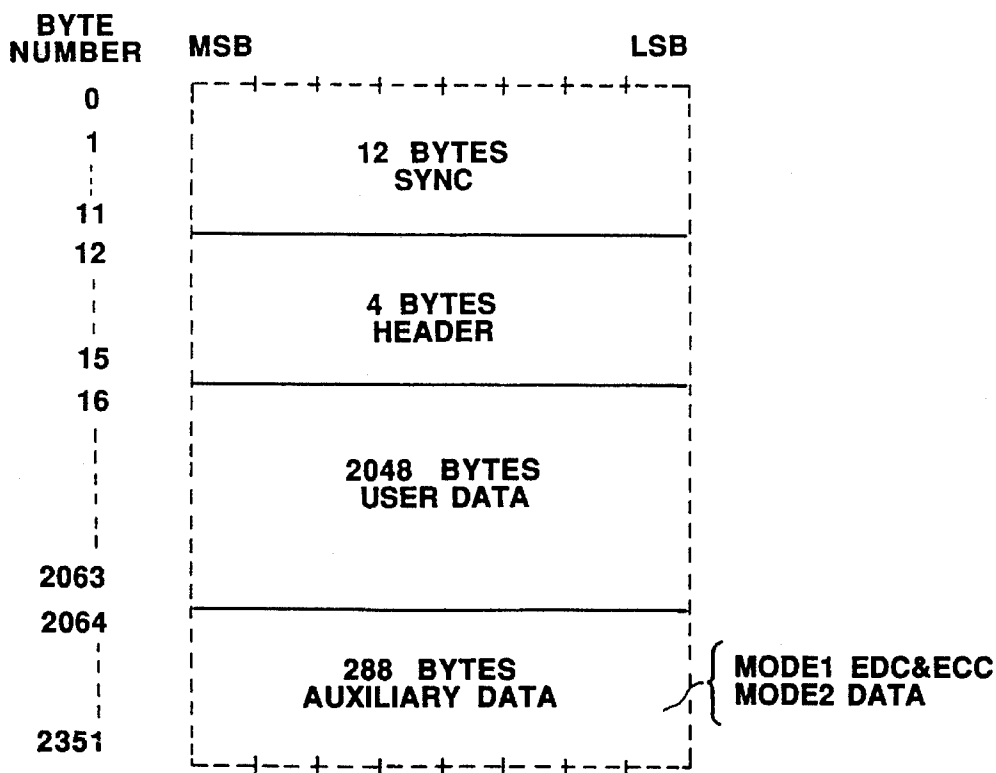 BYTE
NUMBER
MSB
LSB
0
1
11
12
15
16
2063
2064
2351
12 BYTES
SYNC
4 BYTES
HEADER
2048 BYTES
USER DATA
288 BYTES
AUXILIARY DATA
MODE1 EDC&ECC
MODE2 DATA